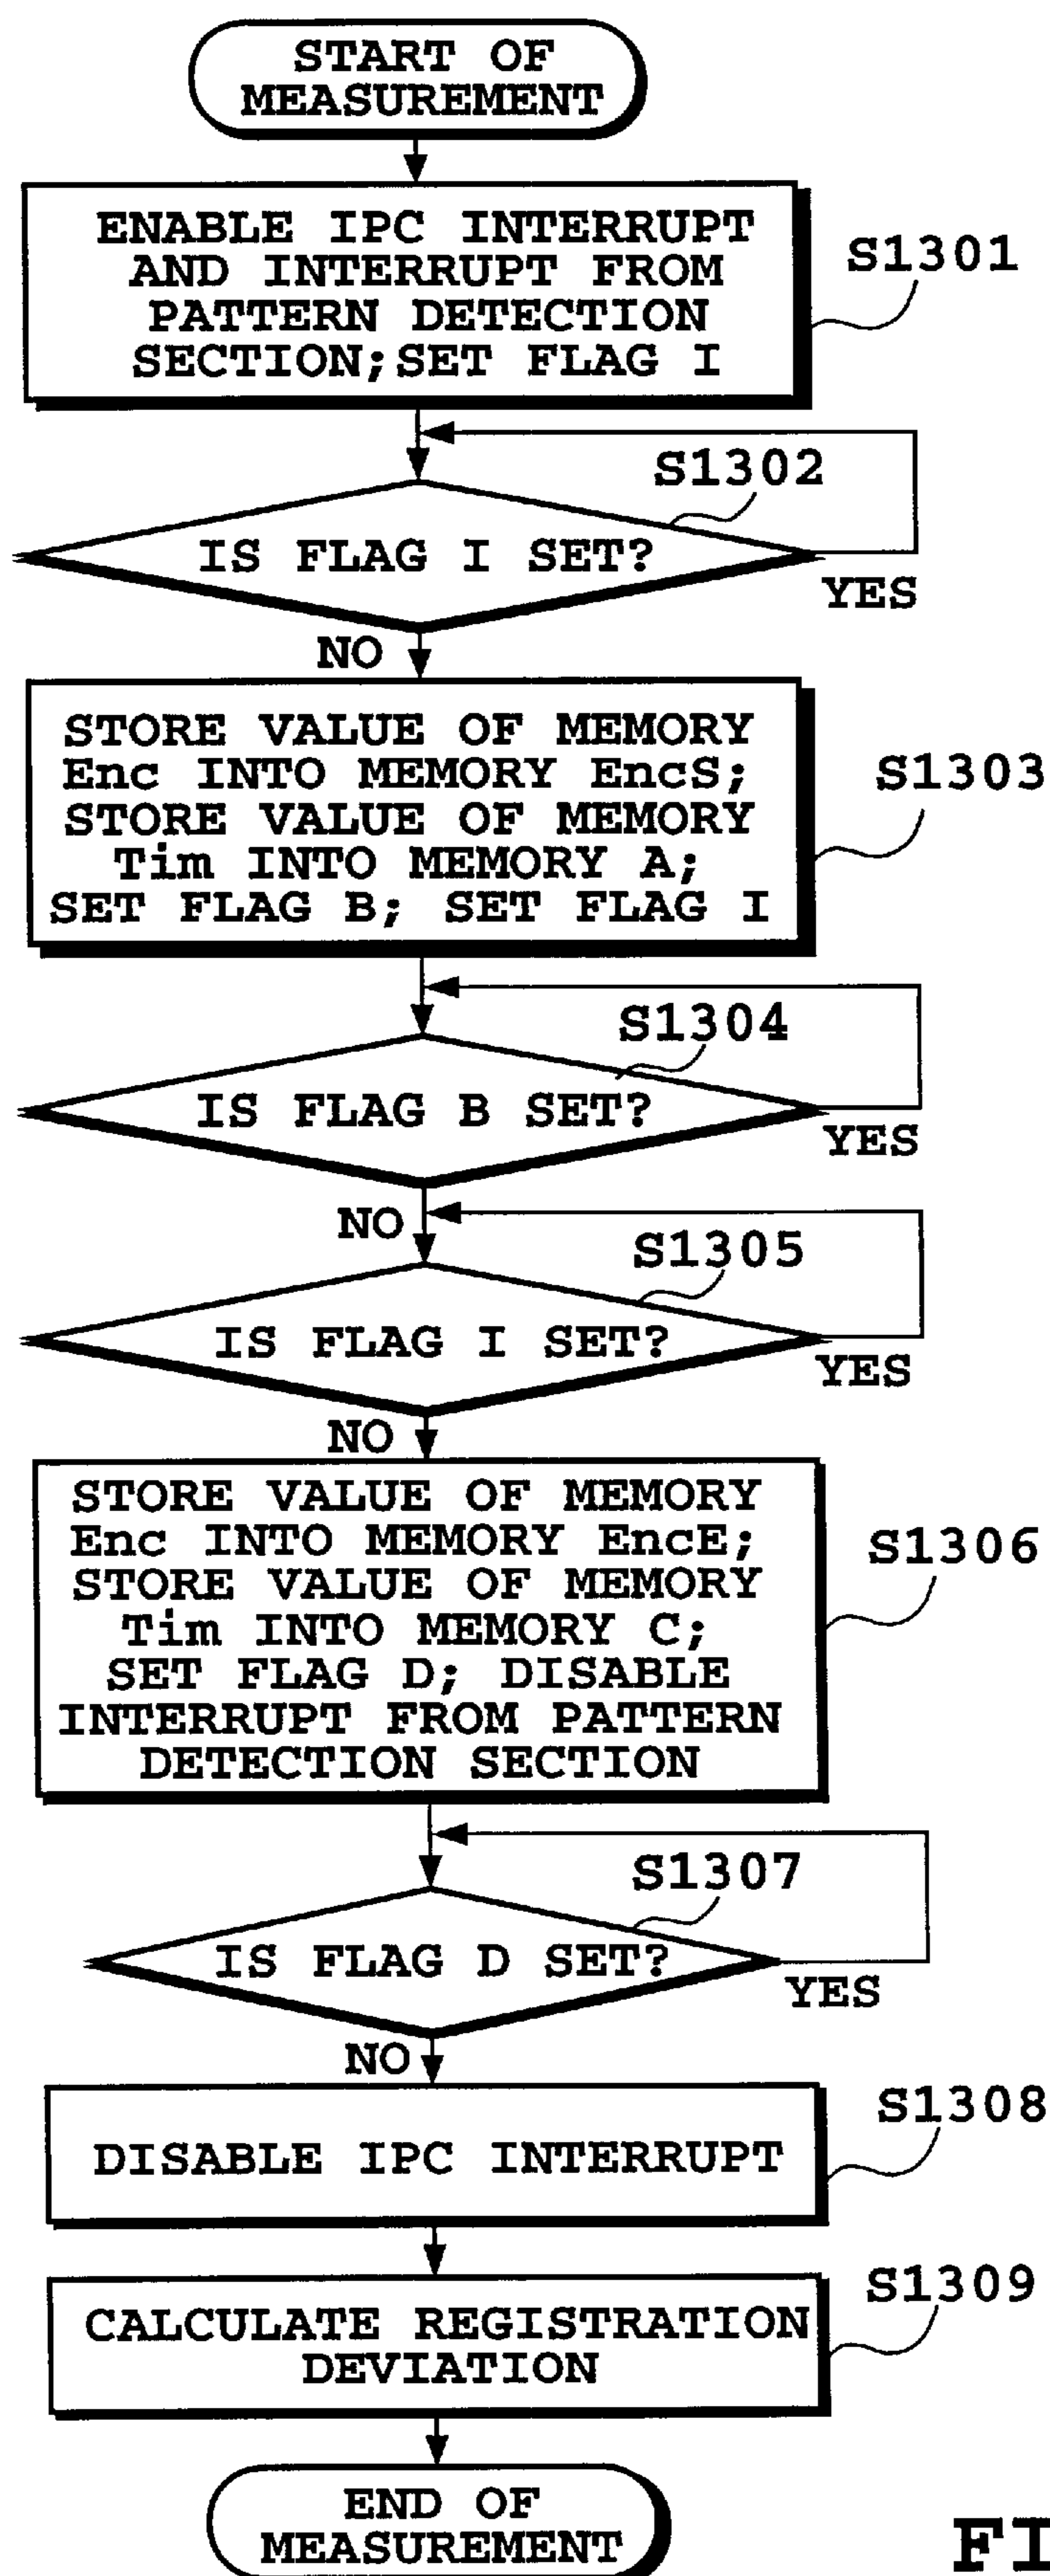 START OF
MEASUREMENT
ENABLE IPC INTERRUPT
AND INTERRUPT FROM
PATTERN DETECTION
SECTION;SET FLAG I
S1301
S1302
IS FLAG I SET?
YES
NO
STORE VALUE OF MEMORY
Enc INTO MEMORY EncS;
STORE VALUE OF MEMORY
Tim INTO MEMORY A;
SET FLAG B; SET FLAG I
S1303
S1304
IS FLAG B SET?
YES
NO
S1305
IS FLAG I SET?
YES
NO
STORE VALUE OF MEMORY
Enc INTO MEMORY EncE;
STORE VALUE OF MEMORY
Tim INTO MEMORY C;
SET FLAG D; DISABLE
INTERRUPT FROM PATTERN
DETECTION SECTION
S1306
S1307
IS FLAG D SET?
YES
NO
DISABLE IPC INTERRUPT
S1308
CALCULATE REGISTRATION
DEVIATION
S1309
END OF
MEASUREMENT
FI